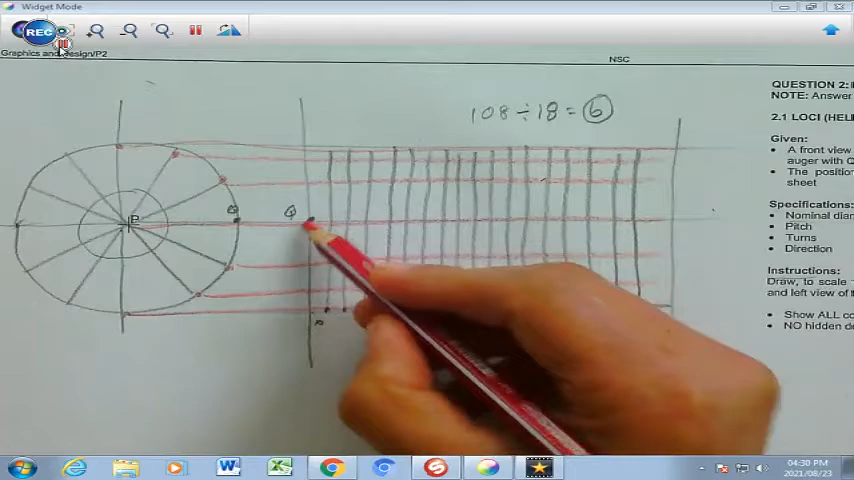 Widget Mode
REC
Graphics and Design/P2
NSC
108 ÷ 18 = 6
QUESTION 2:
NOTE: Answer
2.1 LOCI (HEL
Given:
• A front view
auger with Q
• The position
sheet
Specifications:
• Nominal dia
• Pitch
• Turns
• Direction
Instructions:
Draw, to scale
and left view of
• Show ALL co
• NO hidden d
P
Q
Q
P
04:30 PM
2021/08/23